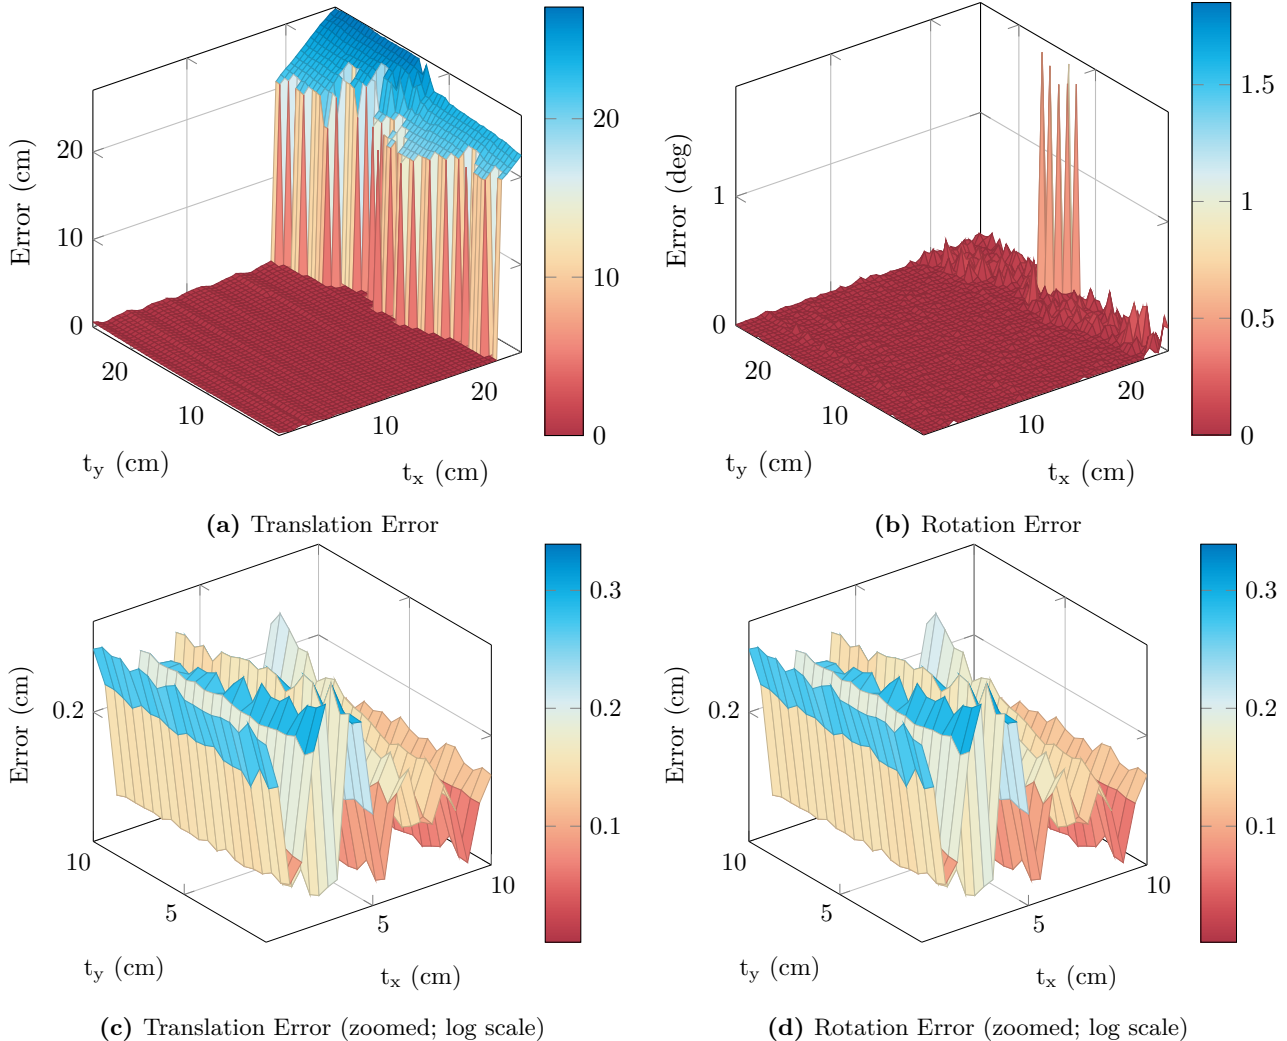 Error (cm)
20
10
0
20
10
t_y (cm)
10
20
t_x (cm)
20
10
0
(a) Translation Error
Error (deg)
1
0
20
10
t_y (cm)
10
20
t_x (cm)
1.5
1
0.5
0
(b) Rotation Error
Error (cm)
0.2
10
5
t_y (cm)
5
10
t_x (cm)
0.3
0.2
0.1
(c) Translation Error (zoomed; log scale)
Error (cm)
0.2
10
5
t_y (cm)
5
10
t_x (cm)
0.3
0.2
0.1
(d) Rotation Error (zoomed; log scale)